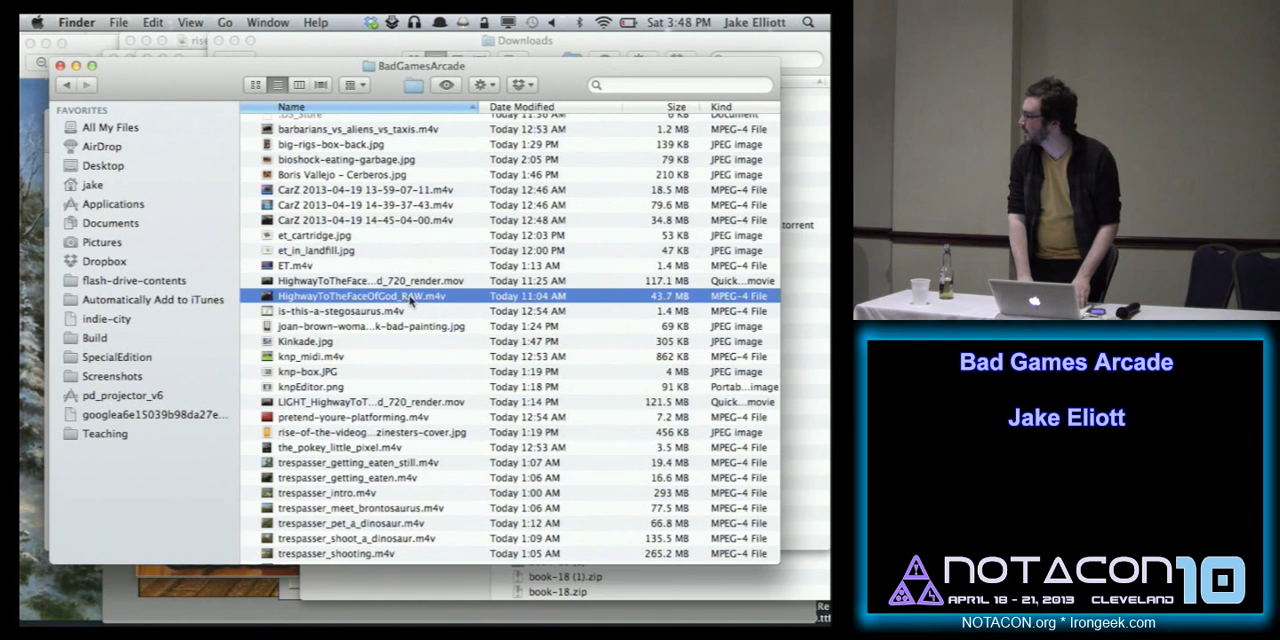 Finder File Edit View Go Window Help Sat 3:48 PM Jake Elliott
rise
Downloads
BadGamesArcade
FAVORITES
All My Files
AirDrop
Desktop
jake
Applications
Documents
Pictures
Dropbox
flash-drive-contents
Automatically Add to iTunes
indie-city
Build
SpecialEdition
Screenshots
pd_projector_v6
googlea6e15039b98da27e...
Teaching
Name Date Modified Size Kind
.DS_Store Today 11:56 AM Document
barbarians_vs_aliens_vs_taxis.m4v Today 12:53 AM 1.2 MB MPEG-4 File
big-rigs-box-back.jpg Today 1:29 PM 139 KB JPEG image
bioshock-eating-garbage.jpg Today 2:05 PM 79 KB JPEG image
Boris Vallejo - Cerberos.jpg Today 1:46 PM 210 KB JPEG image
CarZ 2013-04-19 13-59-07-11.m4v Today 12:46 AM 18.5 MB MPEG-4 File
CarZ 2013-04-19 14-39-37-43.m4v Today 12:46 AM 79.6 MB MPEG-4 File
CarZ 2013-04-19 14-45-04-00.m4v Today 12:48 AM 34.8 MB MPEG-4 File
et_cartridge.jpg Today 12:03 PM 53 KB JPEG image
et_in_landfill.jpg Today 12:00 PM 47 KB JPEG image
ET.m4v Today 1:13 AM 1.4 MB MPEG-4 File
HighwayToTheFace...d_720_render.mov Today 11:25 AM 117.1 MB Quick...movie
HighwayToTheFaceOfGod_RAW.m4v Today 11:04 AM 43.7 MB MPEG-4 File
is-this-a-stegosaurus.m4v Today 12:54 AM 1.4 MB MPEG-4 File
joan-brown-woma...k-bad-painting.jpg Today 1:24 PM 69 KB JPEG image
Kinkade.jpg Today 1:47 PM 305 KB JPEG image
knp_midi.m4v Today 12:53 AM 862 KB MPEG-4 File
knp-box.JPG Today 1:19 PM 4 MB JPEG image
knpEditor.png Today 1:18 PM 91 KB Portab...image
LIGHT_HighwayToT...d_720_render.mov Today 1:14 PM 121.5 MB Quick...movie
pretend-youre-platforming.m4v Today 12:54 AM 7.2 MB MPEG-4 File
rise-of-the-videog...zinesters-cover.jpg Today 1:19 PM 456 KB JPEG image
the_pokey_little_pixel.m4v Today 12:53 AM 3.5 MB MPEG-4 File
trespasser_getting_eaten_still.m4v Today 1:07 AM 19.4 MB MPEG-4 File
trespasser_getting_eaten.m4v Today 1:06 AM 16.6 MB MPEG-4 File
trespasser_intro.m4v Today 1:00 AM 293 MB MPEG-4 File
trespasser_meet_brontosaurus.m4v Today 1:06 AM 77.5 MB MPEG-4 File
trespasser_pet_a_dinosaur.m4v Today 1:12 AM 66.8 MB MPEG-4 File
trespasser_shoot_a_dinosaur.m4v Today 1:09 AM 135.5 MB MPEG-4 File
trespasser_shooting.m4v Today 1:05 AM 265.2 MB MPEG-4 File
torrent
book-18 (1).zip
book-18.zip
Bad Games Arcade
Jake Eliott
NOTACON 10
APRIL 18 - 21, 2013 CLEVELAND
NOTACON.org * Irongeek.com